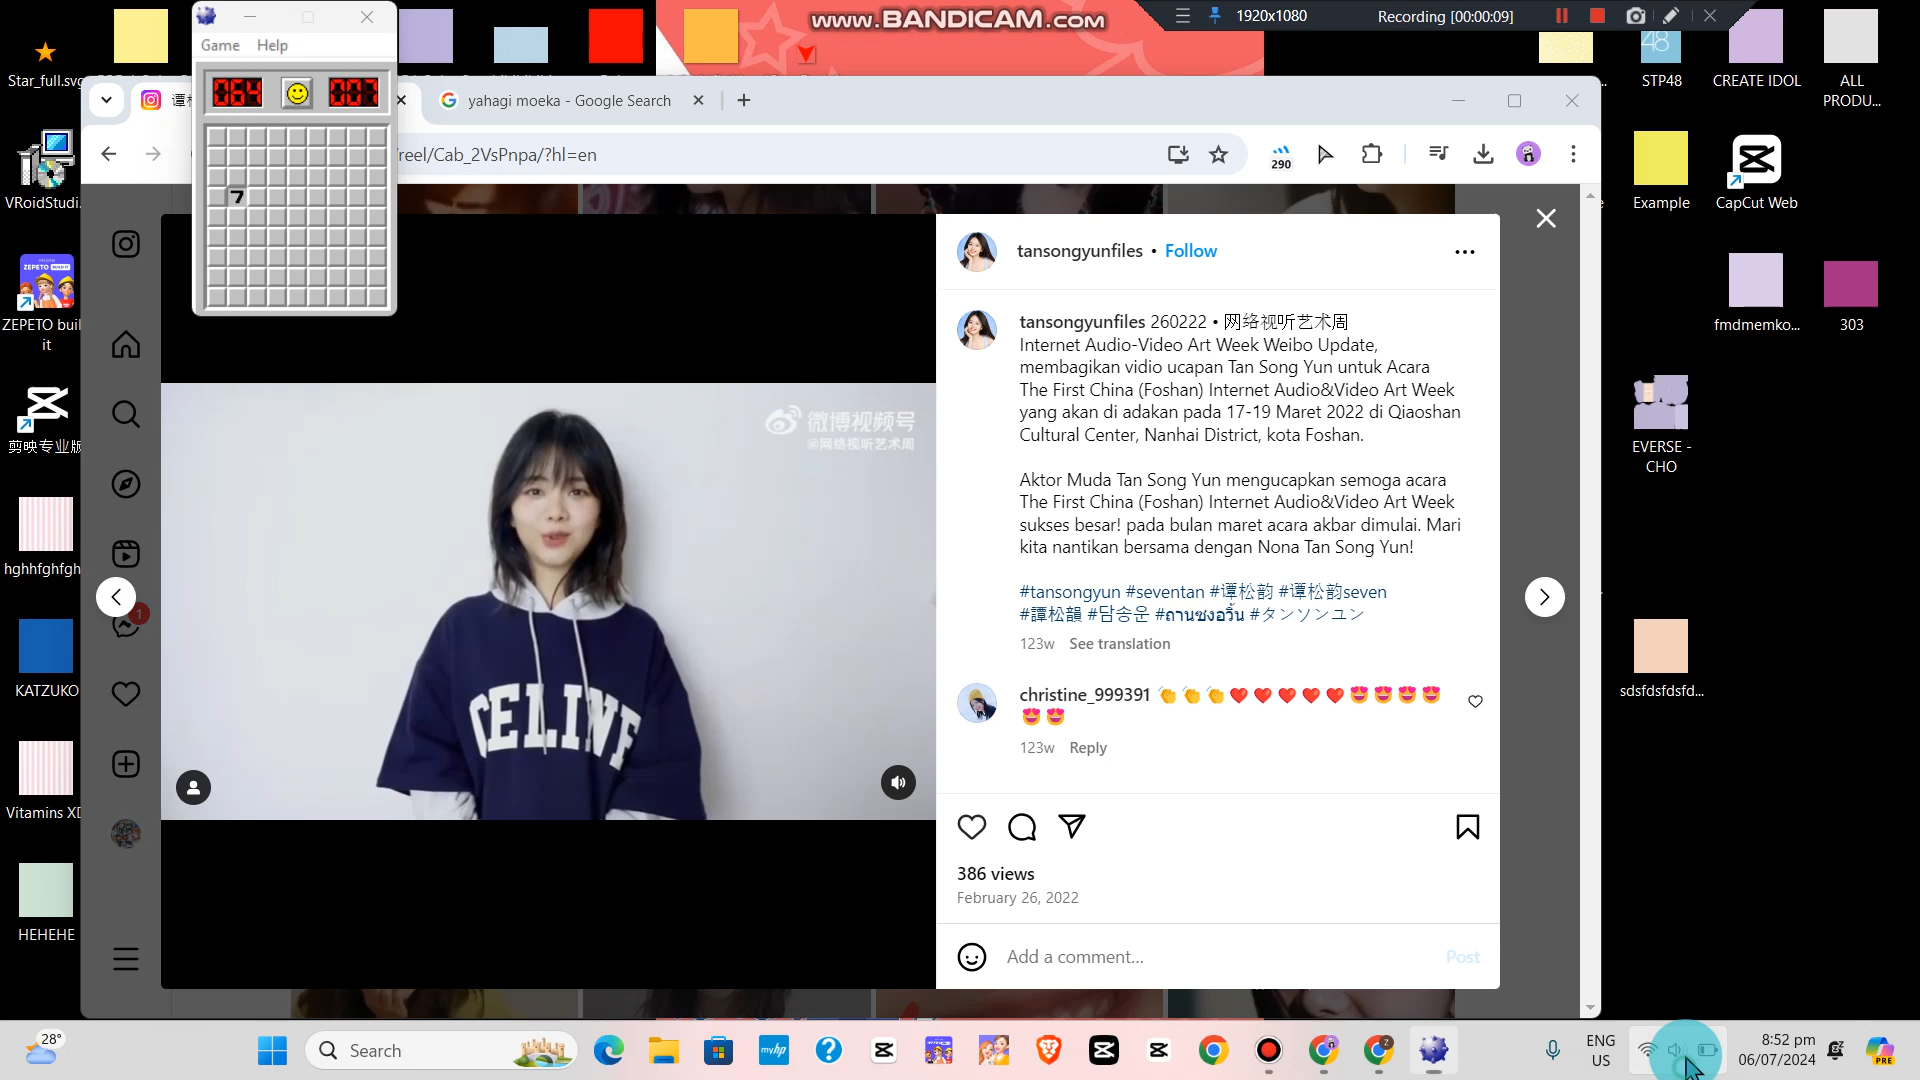 www.BANDICAM.com
1920x1080
Recording [00:00:09]
Game Help
064
007
7
yahagi moeka - Google Search
/reel/Cab_2VsPnpa/?hl=en
290
Star_full.svg
VRoidStudi...
ZEPETO buil
it
剪映专业版
hghhfghfgh
KATZUKO
Vitamins XD
HEHEHE
STP48
CREATE IDOL
ALL
PRODU...
Example
CapCut Web
fmdmemko...
303
EVERSE -
CHO
sdsfdsfdsfd...
微博视频号
@网络视听艺术周
CELINE
1
tansongyunfiles • Follow
tansongyunfiles 260222 • 网络视听艺术周
Internet Audio-Video Art Week Weibo Update,
membagikan vidio ucapan Tan Song Yun untuk Acara
The First China (Foshan) Internet Audio&Video Art Week
yang akan di adakan pada 17-19 Maret 2022 di Qiaoshan
Cultural Center, Nanhai District, kota Foshan.
Aktor Muda Tan Song Yun mengucapkan semoga acara
The First China (Foshan) Internet Audio&Video Art Week
sukses besar! pada bulan maret acara akbar dimulai. Mari
kita nantikan bersama dengan Nona Tan Song Yun!
#tansongyun #seventan #谭松韵 #谭松韵seven
#譚松韻 #담송운 #ถานซงอวิ้น #タンソンユン
123w See translation
christine_999391 👏👏👏❤️❤️❤️❤️❤️😍😍😍😍
😍😍
123w Reply
386 views
February 26, 2022
Add a comment...
Post
28°
Search
myhp
ENG
US
8:52 pm
06/07/2024
PRE